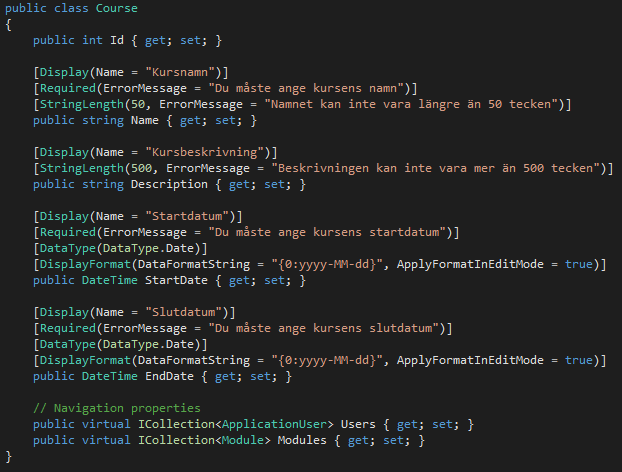 public class Course
{
    public int Id { get; set; }

    [Display(Name = "Kursnamn")]
    [Required(ErrorMessage = "Du måste ange kursens namn")]
    [StringLength(50, ErrorMessage = "Namnet kan inte vara längre än 50 tecken")]
    public string Name { get; set; }

    [Display(Name = "Kursbeskrivning")]
    [StringLength(500, ErrorMessage = "Beskrivningen kan inte vara mer än 500 tecken")]
    public string Description { get; set; }

    [Display(Name = "Startdatum")]
    [Required(ErrorMessage = "Du måste ange kursens startdatum")]
    [DataType(DataType.Date)]
    [DisplayFormat(DataFormatString = "{0:yyyy-MM-dd}", ApplyFormatInEditMode = true)]
    public DateTime StartDate { get; set; }

    [Display(Name = "Slutdatum")]
    [Required(ErrorMessage = "Du måste ange kursens slutdatum")]
    [DataType(DataType.Date)]
    [DisplayFormat(DataFormatString = "{0:yyyy-MM-dd}", ApplyFormatInEditMode = true)]
    public DateTime EndDate { get; set; }

    // Navigation properties
    public virtual ICollection<ApplicationUser> Users { get; set; }
    public virtual ICollection<Module> Modules { get; set; }
}